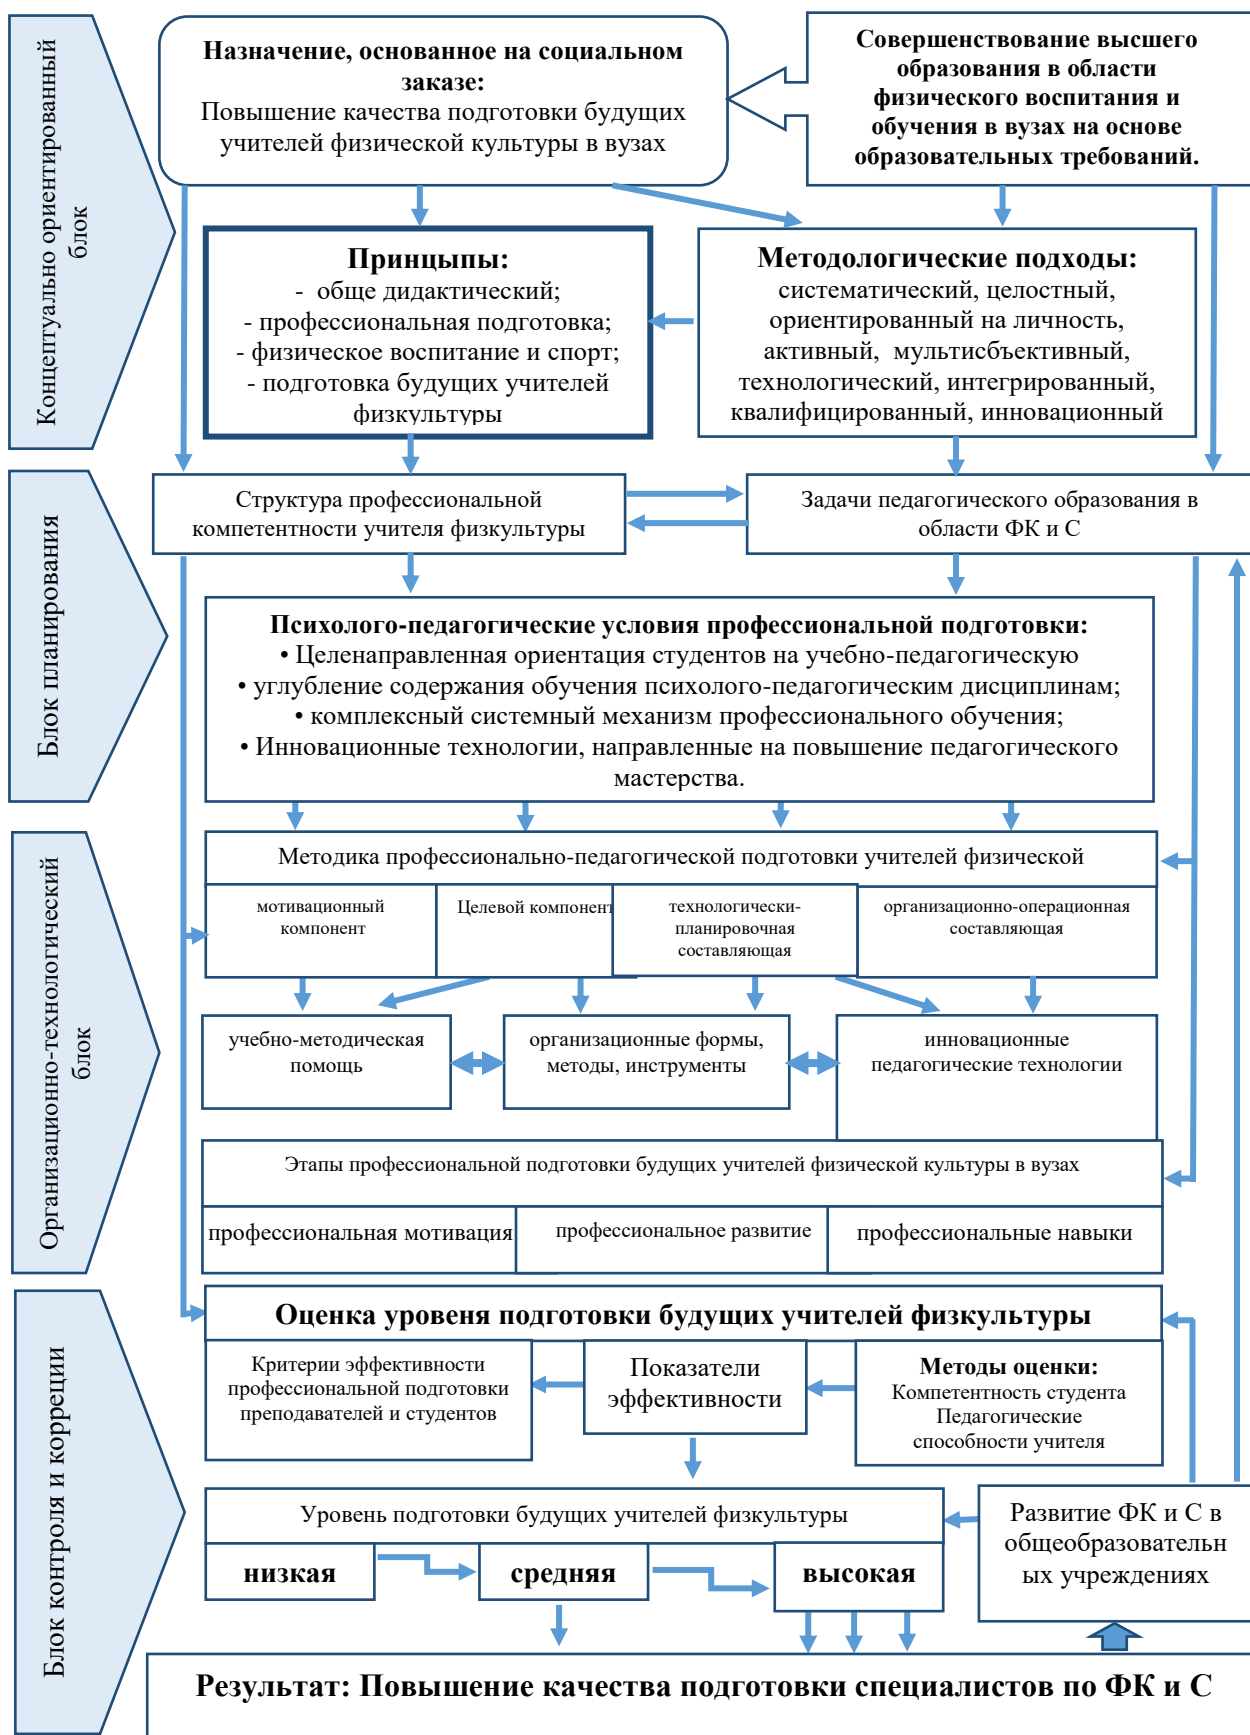 Концептуально ориентированный
блок
Назначение, основанное на социальном
заказе:
Повышение качества подготовки будущих
учителей физической культуры в вузах
Совершенствование высшего
образования в области
физического воспитания и
обучения в вузах на основе
образовательных требований.
Принцыпы:
- обще дидактический;
- профессиональная подготовка;
- физическое воспитание и спорт;
- подготовка будущих учителей
физкультуры
Методологические подходы:
систематический, целостный,
ориентированный на личность,
активный, мультисбъективный,
технологический, интегрированный,
квалифицированный, инновационный
Блок планирования
Структура профессиональной
компетентности учителя физкультуры
Задачи педагогического образования в
области ФК и С
Психолого-педагогические условия профессиональной подготовки:
• Целенаправленная ориентация студентов на учебно-педагогическую
• углубление содержания обучения психолого-педагогическим дисциплинам;
• комплексный системный механизм профессионального обучения;
• Инновационные технологии, направленные на повышение педагогического
мастерства.
Организационно-технологический
блок
Методика профессионально-педагогической подготовки учителей физической
мотивационный
компонент
Целевой компонент
технологически-
планировочная
составляющая
организационно-операционная
составляющая
учебно-методическая
помощь
организационные формы,
методы, инструменты
инновационные
педагогические технологии
Этапы профессиональной подготовки будущих учителей физической культуры в вузах
профессиональная мотивация
профессиональное развитие
профессиональные навыки
Блок контроля и корреции
Оценка уровеня подготовки будущих учителей физкультуры
Критерии эффективности
профессиональной подготовки
преподавателей и студентов
Показатели
эффективности
Методы оценки:
Компетентность студента
Педагогические
способности учителя
Уровень подготовки будущих учителей физкультуры
низкая
средняя
высокая
Развитие ФК и С в
общеобразовательн
ых учреждениях
Результат: Повышение качества подготовки специалистов по ФК и С